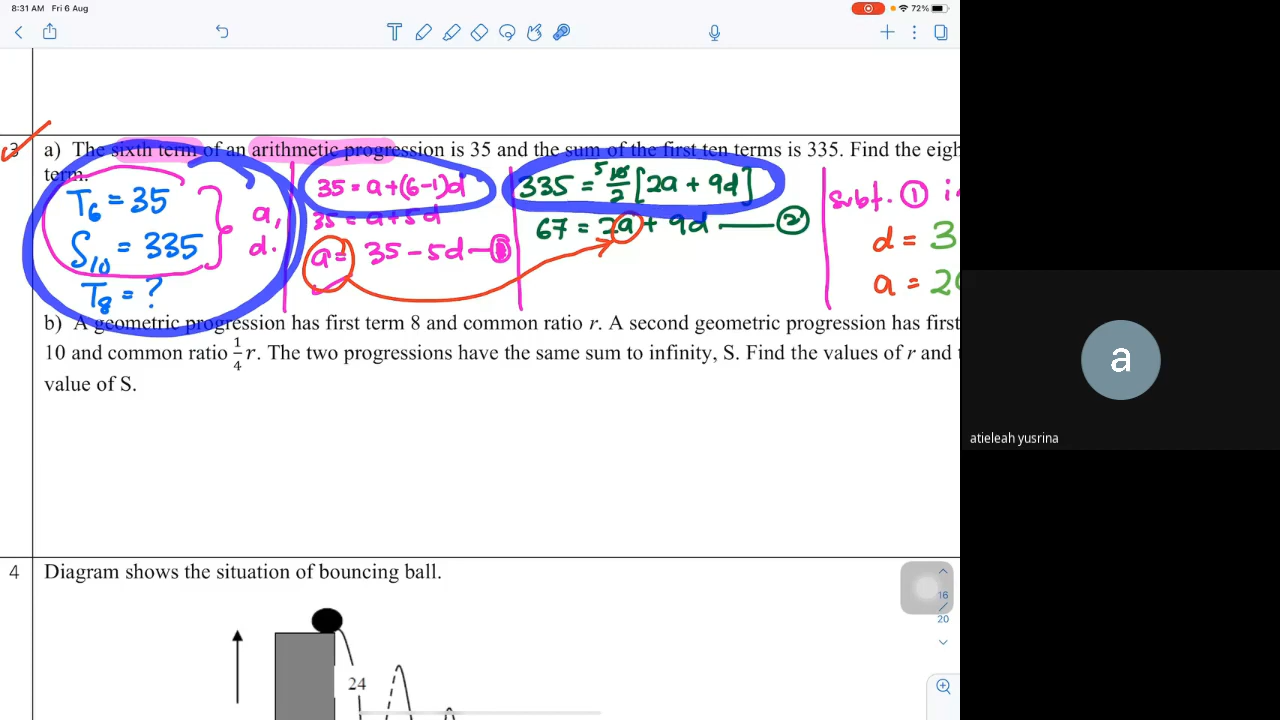 8:31 AM Fri 6 Aug
72%
3
a) The sixth term of an arithmetic progression is 35 and the sum of the first ten terms is 335. Find the eigh
term.
T6 = 35
S10 = 335
T8 = ?
a,
d.
35 = a+(6-1)d
35 = a+5d
a = 35 - 5d — ①
335 = 5 10/2 [2a + 9d]
67 = 2a + 9d — ②
subt. ① i
d = 3
a = 20
b) A geometric progression has first term 8 and common ratio r. A second geometric progression has first
10 and common ratio 1/4 r. The two progressions have the same sum to infinity, S. Find the values of r and t
value of S.
4
Diagram shows the situation of bouncing ball.
24
16
/
20
a
atieleah yusrina